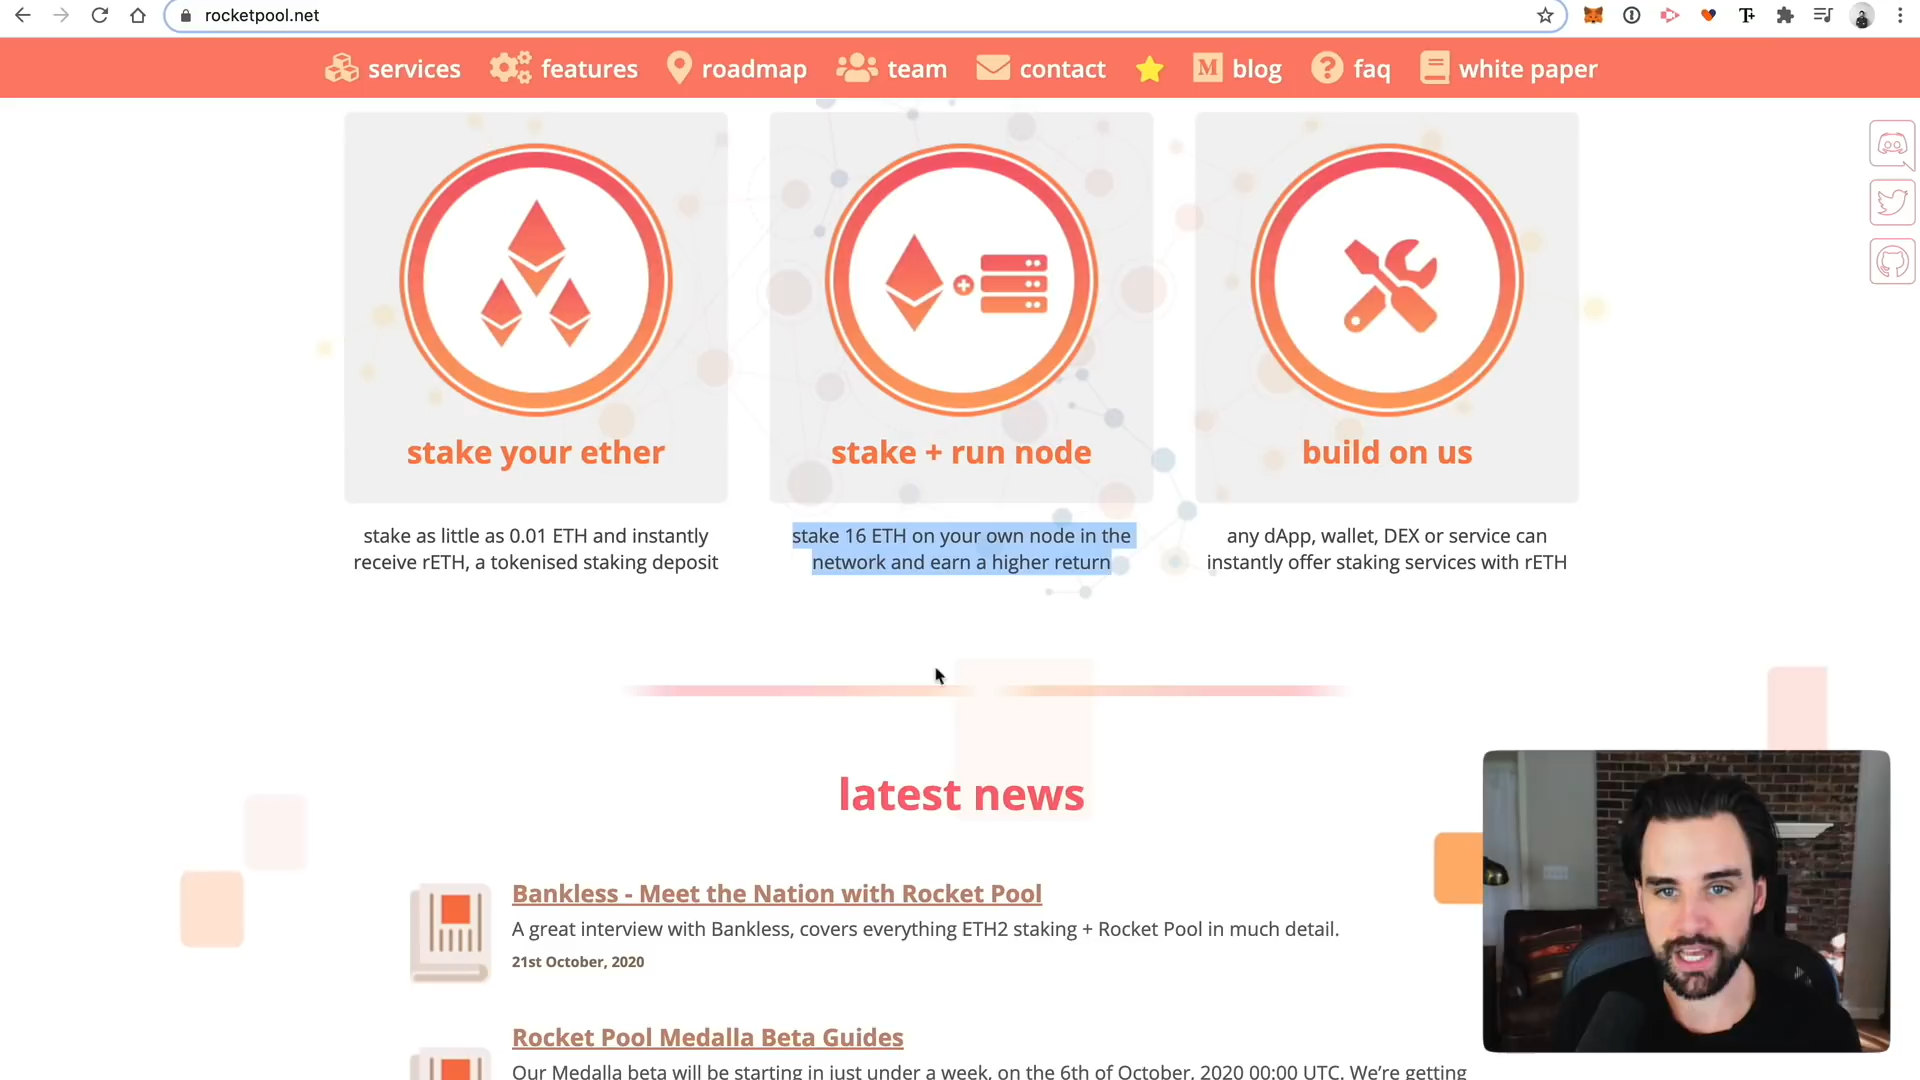 rocketpool.net
services features roadmap team contact blog faq white paper
stake your ether
stake as little as 0.01 ETH and instantly
receive rETH, a tokenised staking deposit
stake + run node
stake 16 ETH on your own node in the
network and earn a higher return
build on us
any dApp, wallet, DEX or service can
instantly offer staking services with rETH
latest news
Bankless - Meet the Nation with Rocket Pool
A great interview with Bankless, covers everything ETH2 staking + Rocket Pool in much detail.
21st October, 2020
Rocket Pool Medalla Beta Guides
Our Medalla beta will be starting in just under a week, on the 6th of October, 2020 00:00 UTC. We're getting